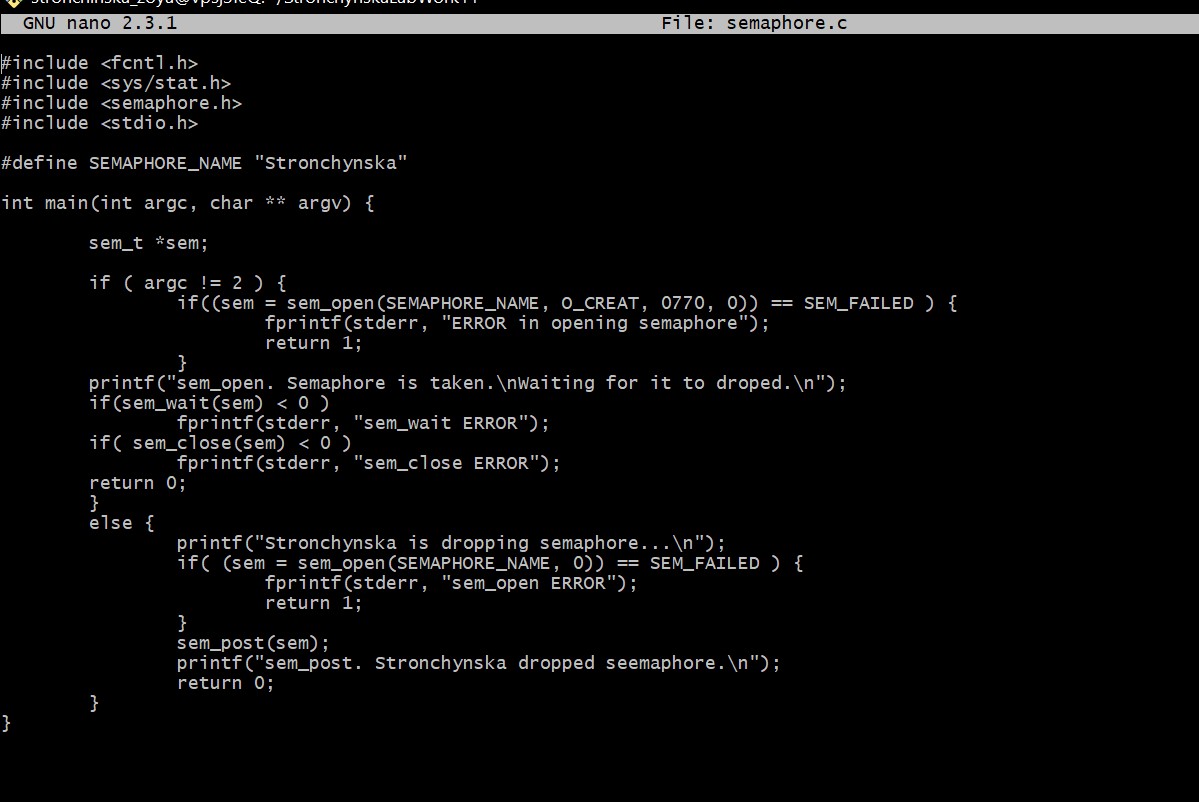 GNU nano 2.3.1 File: semaphore.c
#include <fcntl.h>
#include <sys/stat.h>
#include <semaphore.h>
#include <stdio.h>
#define SEMAPHORE_NAME "Stronchynska"
int main(int argc, char ** argv) {
sem_t *sem;
if ( argc != 2 ) {
if((sem = sem_open(SEMAPHORE_NAME, O_CREAT, 0770, 0)) == SEM_FAILED ) {
fprintf(stderr, "ERROR in opening semaphore");
return 1;
}
printf("sem_open. Semaphore is taken.\nWaiting for it to droped.\n");
if(sem_wait(sem) < 0 )
fprintf(stderr, "sem_wait ERROR");
if( sem_close(sem) < 0 )
fprintf(stderr, "sem_close ERROR");
return 0;
}
else {
printf("Stronchynska is dropping semaphore...\n");
if( (sem = sem_open(SEMAPHORE_NAME, 0)) == SEM_FAILED ) {
fprintf(stderr, "sem_open ERROR");
return 1;
}
sem_post(sem);
printf("sem_post. Stronchynska dropped seemaphore.\n");
return 0;
}
}